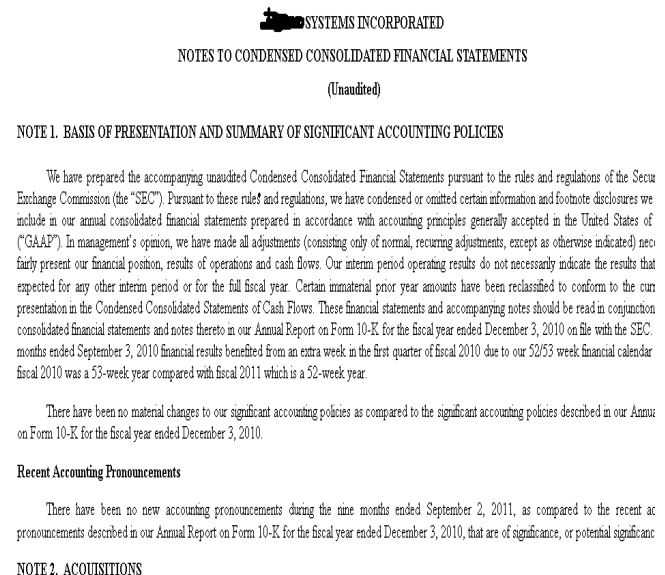 SYSTEMS INCORPORATED
NOTES TO CONDENSED CONSOLIDATED FINANCIAL STATEMENTS
(Unaudited)
NOTE 1. BASIS OF PRESENTATION AND SUMMARY OF SIGNIFICANT ACCOUNTING POLICIES
We have prepared the accompanying unaudited Condensed Consolidated Financial Statements pursuant to the rules and regulations of the
Exchange Commission (the “SEC”). Pursuant to these rules and regulations, we have condensed or omitted certain information and footnote disclosures we
include in our annual consolidated financial statements prepared in accordance with accounting principles generally accepted in the United States of
(“GAAP”). In management’s opinion, we have made all adjustments (consisting only of normal, recurring adjustments, except as otherwise indicated)
fairly present our financial position, results of operations and cash flows. Our interim period operating results do not necessarily indicate the results that
expected for any other interim period or for the full fiscal year. Certain immaterial prior year amounts have been reclassified to conform to the
presentation in the Condensed Consolidated Statements of Cash Flows. These financial statements and accompanying notes should be read in conjunction
consolidated financial statements and notes thereto in our Annual Report on Form 10-K for the fiscal year ended December 3, 2010 on file with the SEC.
months ended September 3, 2010 financial results benefited from an extra week in the first quarter of fiscal 2010 due to our 52/53 week financial calendar
fiscal 2010 was a 53-week year compared with fiscal 2011 which is a 52-week year.
There have been no material changes to our significant accounting policies as compared to the significant accounting policies described in our
on Form 10-K for the fiscal year ended December 3, 2010.
Recent Accounting Pronouncements
There have been no new accounting pronouncements during the nine months ended September 2, 2011, as compared to the recent
pronouncements described in our Annual Report on Form 10-K for the fiscal year ended December 3, 2010, that are of significance, or potential
NOTE 2. ACQUISITIONS